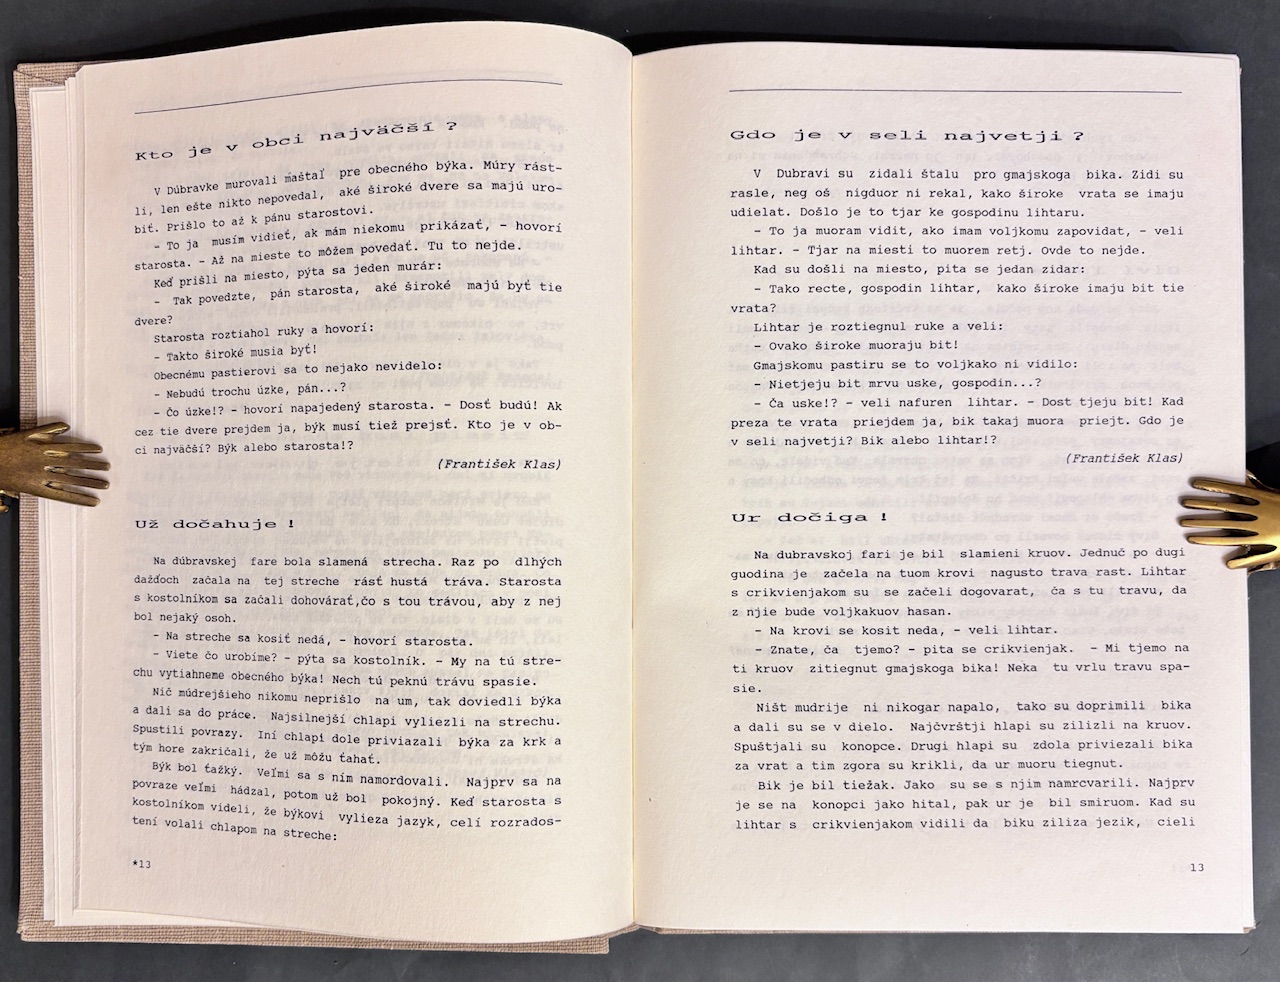 Kto je v obci najväčší ?
V Dúbravke murovali maštaľ pre obecného býka. Múry rást-
li, len ešte nikto nepovedal, aké široké dvere sa majú uro-
biť. Prišlo to až k pánu starostovi.
- To ja musím vidieť, ak mám niekomu prikázať, - hovorí
starosta. - Až na mieste to môžem povedať. Tu to nejde.
Keď prišli na miesto, pýta sa jeden murár:
- Tak povedzte, pán starosta, aké široké majú byť tie
dvere?
Starosta roztiahol ruky a hovorí:
- Takto široké musia byť!
Obecnému pastierovi sa to nejako nevidelo:
- Nebudú trochu úzke, pán...?
- Čo úzke!? - hovorí napajedený starosta. - Dosť budú! Ak
cez tie dvere prejdem ja, býk musí tiež prejsť. Kto je v ob-
ci najväčší? Býk alebo starosta!?
(František Klas)
Už dočahuje !
Na dúbravskej fare bola slamená strecha. Raz po dlhých
dažďoch začala na tej streche rásť hustá tráva. Starosta
s kostolníkom sa začali dohovárať,čo s tou trávou, aby z nej
bol nejaký osoh.
- Na streche sa kosiť nedá, - hovorí starosta.
- Viete čo urobíme? - pýta sa kostolník. - My na tú stre-
chu vytiahneme obecného býka! Nech tú peknú trávu spasie.
Nič múdrejšieho nikomu neprišlo na um, tak doviedli býka
a dali sa do práce. Najsilnejší chlapi vyliezli na strechu.
Spustili povrazy. Iní chlapi dole priviazali býka za krk a
tým hore zakričali, že už môžu ťahať.
Býk bol ťažký. Veľmi sa s ním namordovali. Najprv sa na
povraze veľmi hádzal, potom už bol pokojný. Keď starosta s
kostolníkom videli, že býkovi vylieza jazyk, celí rozrados-
tení volali chlapom na streche:
*13
Gdo je v seli najvetji ?
V Dubravi su zidali štalu pro gmajskoga bika. Zidi su
rasle, neg oš nigduor ni rekal, kako široke vrata se imaju
udielat. Došlo je to tjar ke gospodinu lihtaru.
- To ja muoram vidit, ako imam voljkomu zapovidat, - veli
lihtar. - Tjar na miesti to muorem retj. Ovde to nejde.
Kad su došli na miesto, pita se jedan zidar:
- Tako recte, gospodin lihtar, kako široke imaju bit tie
vrata?
Lihtar je roztiegnul ruke a veli:
- Ovako široke muoraju bit!
Gmajskomu pastiru se to voljkako ni vidilo:
- Nietjeju bit mrvu uske, gospodin...?
- Ča uske!? - veli nafuren lihtar. - Dost tjeju bit! Kad
preza te vrata priejdem ja, bik takaj muora priejt. Gdo je
v seli najvetji? Bik alebo lihtar!?
(František Klas)
Ur dočiga !
Na dubravskoj fari je bil slamieni kruov. Jednuč po dugi
guodina je začela na tuom krovi nagusto trava rast. Lihtar
s crikvienjakom su se začeli dogovarat, ča s tu travu, da
z njie bude voljkakuov hasan.
- Na krovi se kosit neda, - veli lihtar.
- Znate, ča tjemo? - pita se crikvienjak. - Mi tjemo na
ti kruov zitiegnut gmajskoga bika! Neka tu vrlu travu spa-
sie.
Ništ mudrije ni nikogar napalo, tako su doprimili bika
a dali su se v dielo. Najčvrštji hlapi su zilizli na kruov.
Spuštjali su konopce. Drugi hlapi su zdola priviezali bika
za vrat a tim zgora su krikli, da ur muoru tiegnut.
Bik je bil tiežak. Jako su se s njim namrcvarili. Najprv
je se na konopci jako hital, pak ur je bil smiruom. Kad su
lihtar s crikvienjakom vidili da biku ziliza jezik, cieli
13